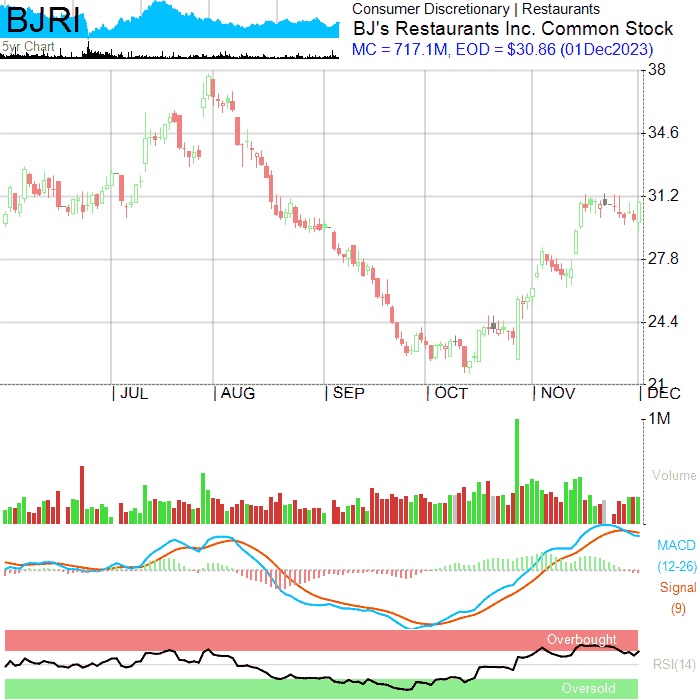 BJRI
5yr Chart
Consumer Discretionary | Restaurants
BJ's Restaurants Inc. Common Stock
MC = 717.1M, EOD = $30.86 (01Dec2023)
38
34.6
31.2
27.8
24.4
21
| JUL | AUG | SEP | OCT | NOV | DEC
1M
Volume
MACD
(12-26)
Signal
(9)
Overbought
RSI(14)
Oversold